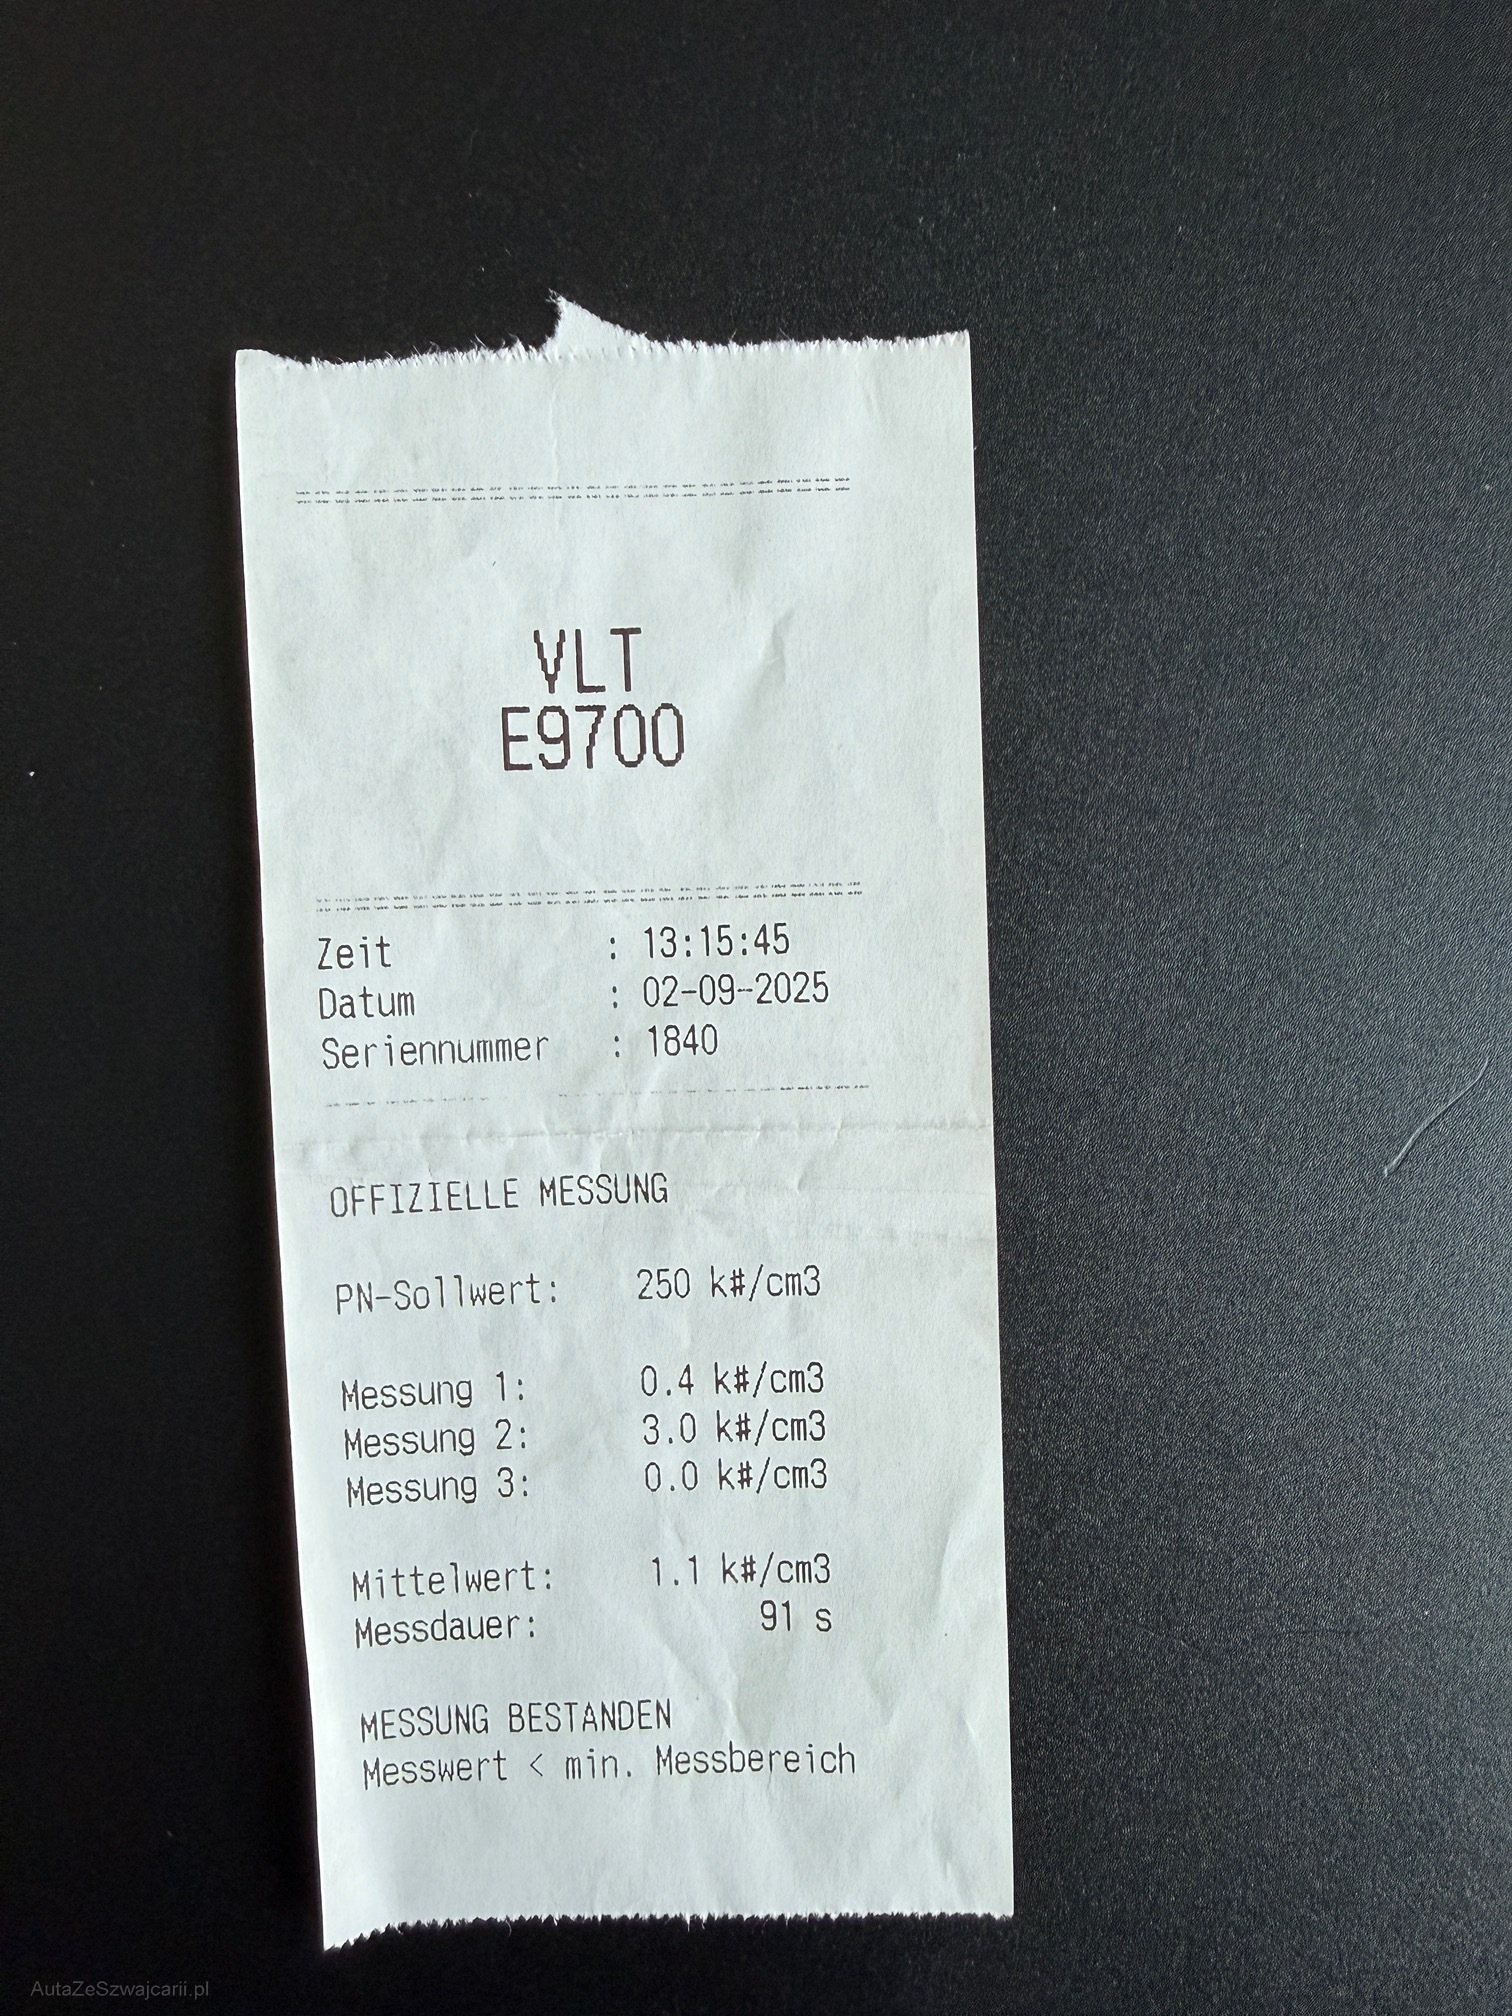 VLT
E9700
Zeit : 13:15:45
Datum : 02-09-2025
Seriennummer : 1840
OFFIZIELLE MESSUNG
PN-Sollwert: 250 k#/cm3
Messung 1: 0.4 k#/cm3
Messung 2: 3.0 k#/cm3
Messung 3: 0.0 k#/cm3
Mittelwert: 1.1 k#/cm3
Messdauer: 91 s
MESSUNG BESTANDEN
Messwert < min. Messbereich
AutaZeSzwajcarii.pl